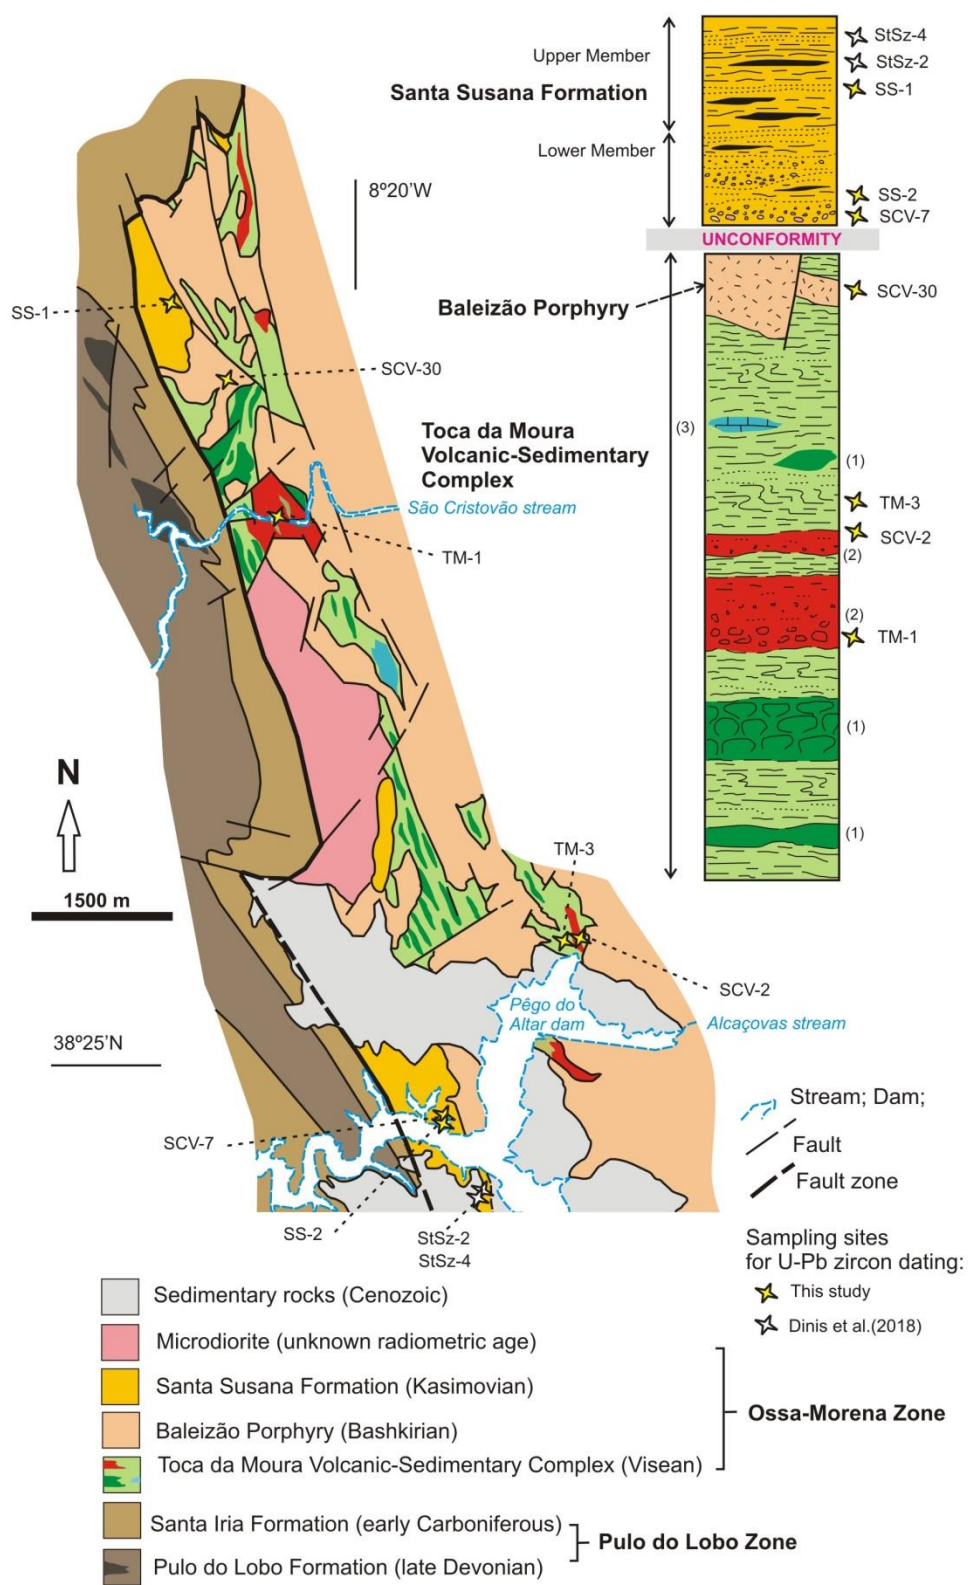 Upper Member
Santa Susana Formation
Lower Member
StSz-4
StSz-2
SS-1
SS-2
SCV-7
UNCONFORMITY
8º20'W
Baleizão Porphyry
SCV-30
SS-1
SCV-30
(3)
Toca da Moura
Volcanic-Sedimentary
Complex
(1)
TM-3
São Cristovão stream
SCV-2
(2)
TM-1
(2)
TM-1
(1)
N
(1)
TM-3
1500 m
SCV-2
Pêgo do
Altar dam
Alcaçovas stream
38º25'N
Stream; Dam;
SCV-7
Fault
Fault zone
SS-2
StSz-2
StSz-4
Sampling sites
for U-Pb zircon dating:
This study
Dinis et al.(2018)
Sedimentary rocks (Cenozoic)
Microdiorite (unknown radiometric age)
Santa Susana Formation (Kasimovian)
Ossa-Morena Zone
Baleizão Porphyry (Bashkirian)
Toca da Moura Volcanic-Sedimentary Complex (Visean)
Santa Iria Formation (early Carboniferous)
Pulo do Lobo Zone
Pulo do Lobo Formation (late Devonian)